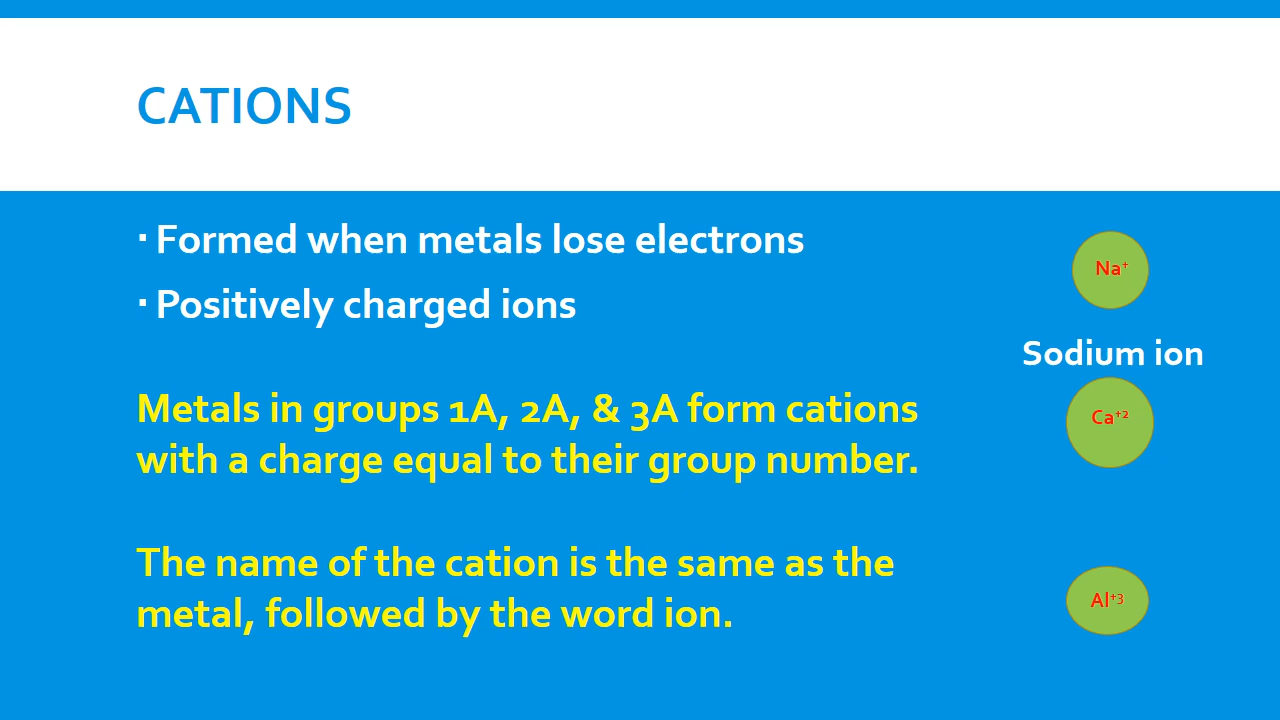 CATIONS
▪ Formed when metals lose electrons
▪ Positively charged ions
Metals in groups 1A, 2A, & 3A form cations
with a charge equal to their group number.
The name of the cation is the same as the
metal, followed by the word ion.
Na⁺
Sodium ion
Ca⁺²
Al⁺³